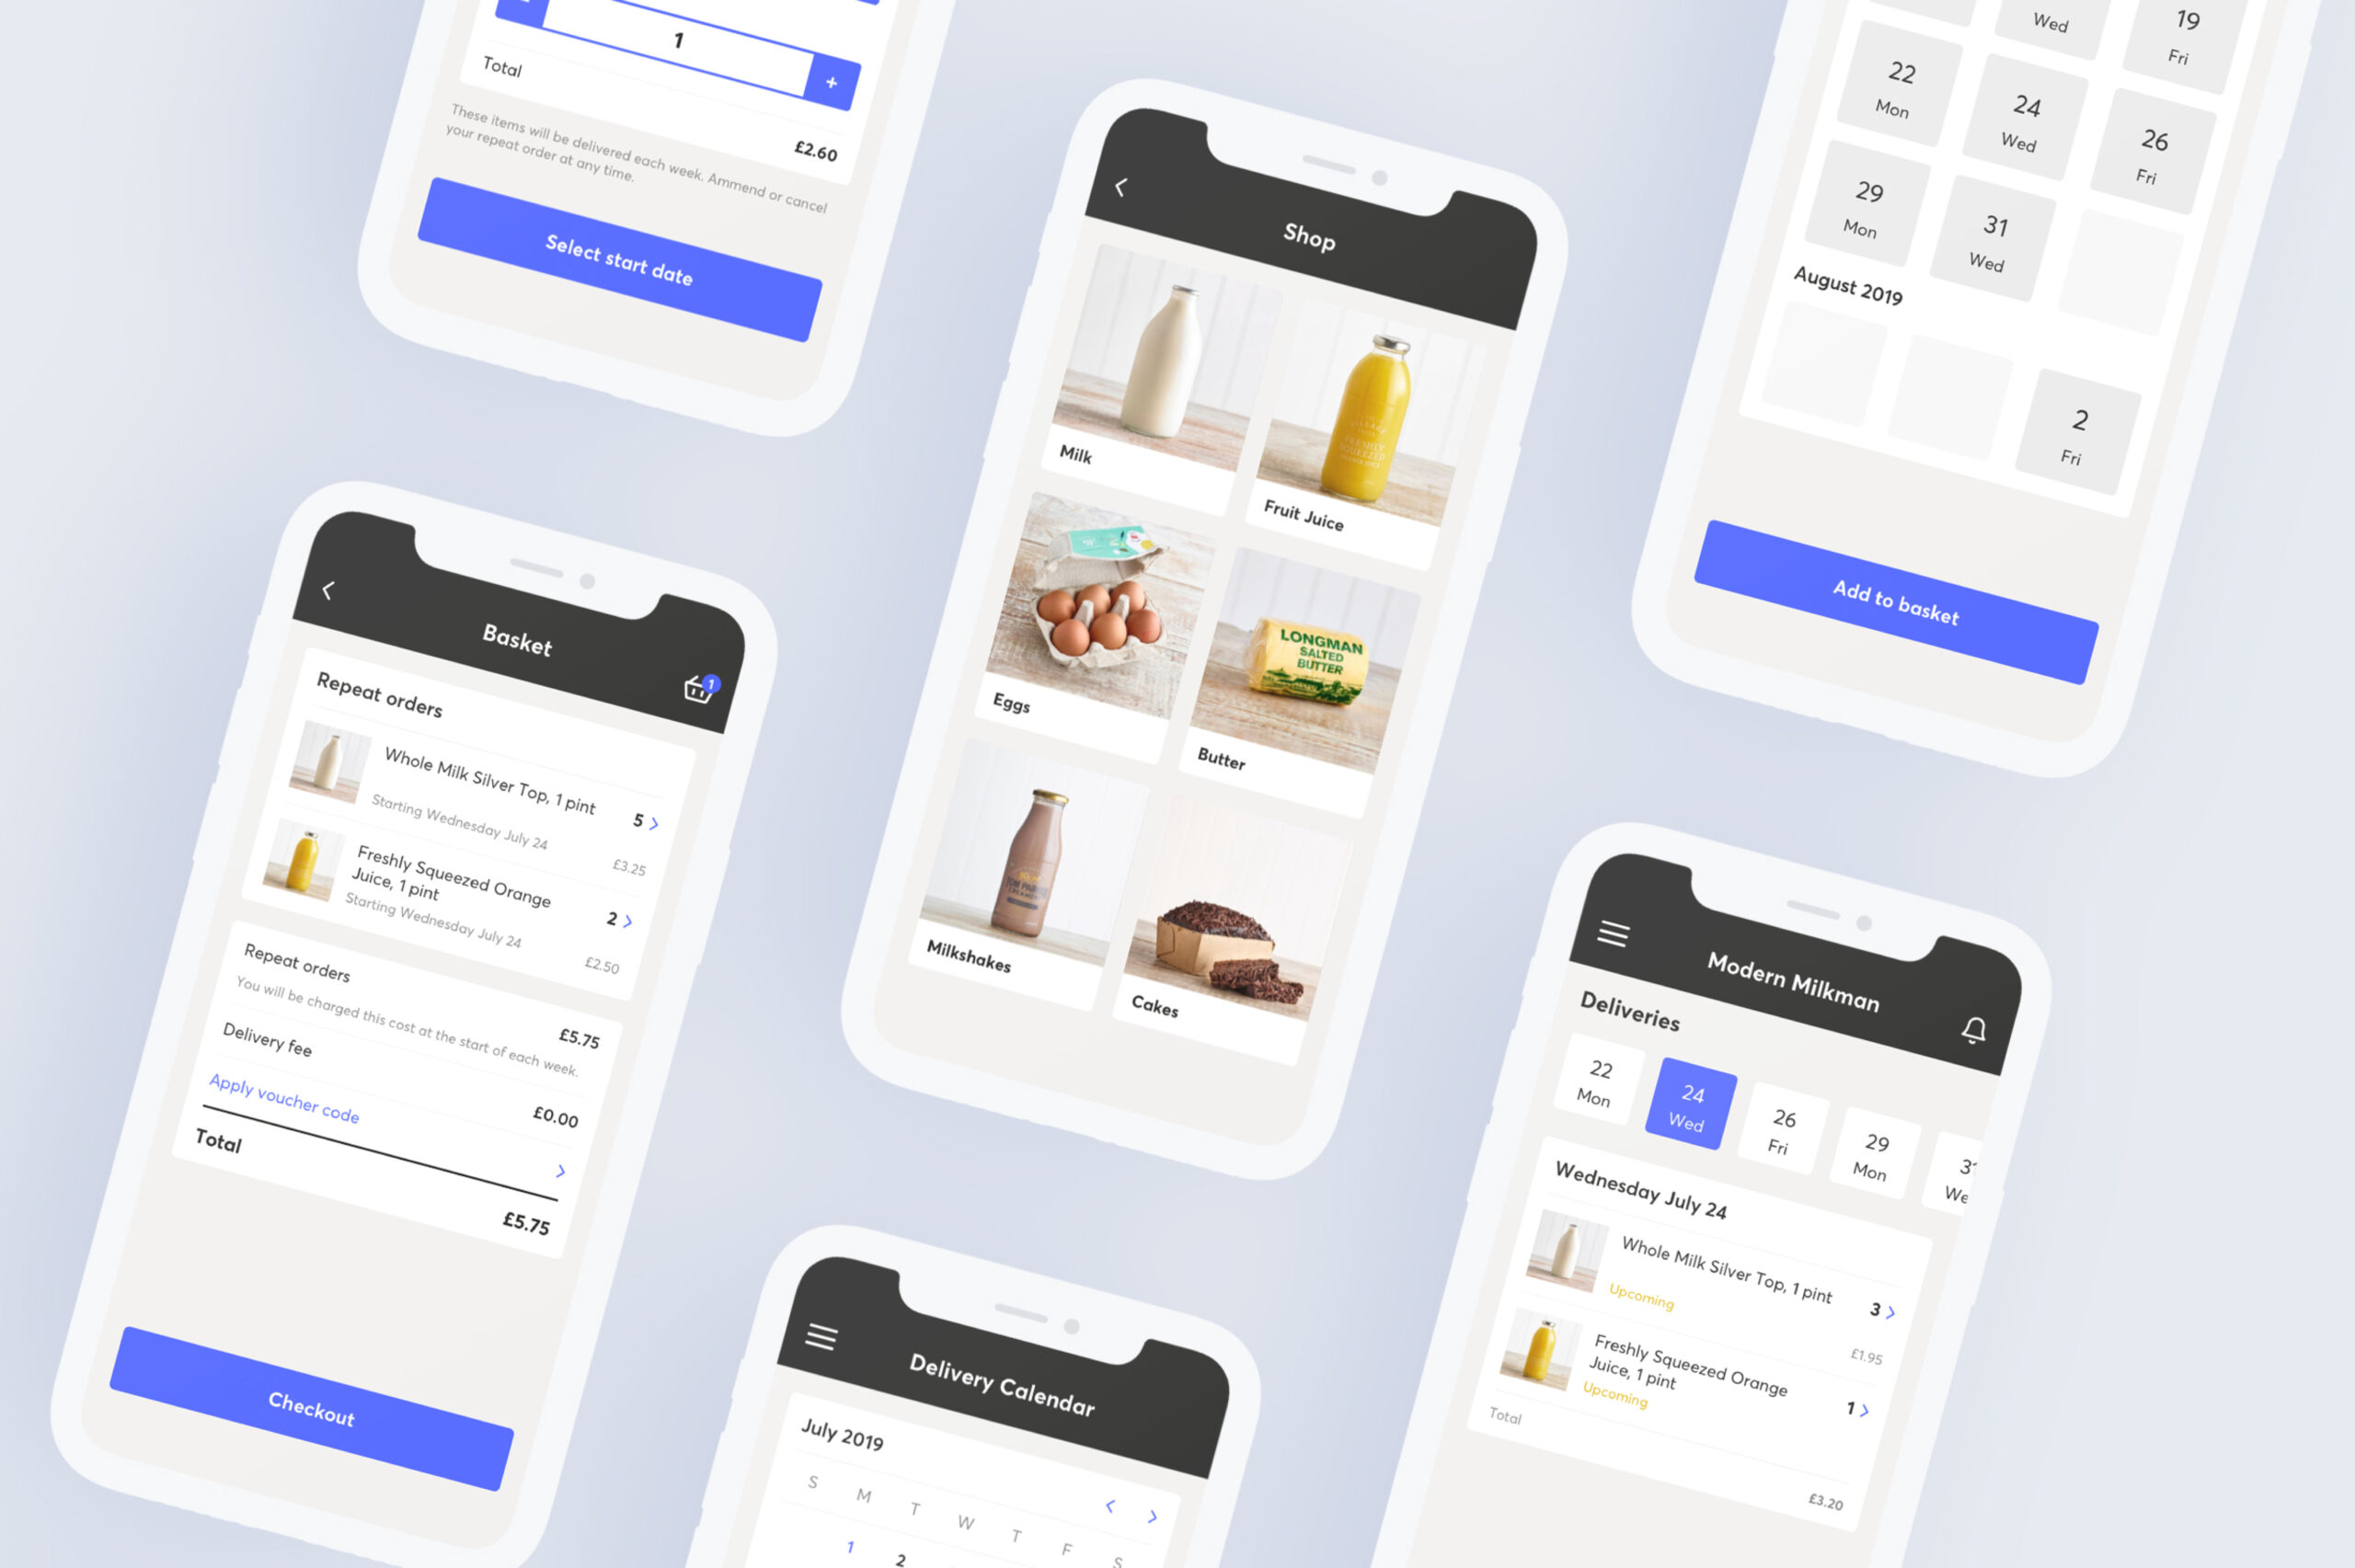 1
+
Total
£2.60
These items will be delivered each week. Ammend or cancel
your repeat order at any time.
Select start date
Shop
Milk
Fruit Juice
FRESHLY
SQUEEZED
Eggs
LONGMAN
SALTED
BUTTER
Butter
Milkshakes
Cakes
Wed
19
Fri
22
Mon
24
Wed
26
Fri
29
Mon
31
Wed
August 2019
2
Fri
Add to basket
Basket
1
Repeat orders
Whole Milk Silver Top, 1 pint
5
Starting Wednesday July 24
£3.25
Freshly Squeezed Orange
Juice, 1 pint
2
Starting Wednesday July 24
£2.50
Repeat orders
£5.75
You will be charged this cost at the start of each week.
Delivery fee
£0.00
Apply voucher code
Total
£5.75
Checkout
Delivery Calendar
July 2019
S M T W T F S
1 2
Modern Milkman
Deliveries
22
Mon
24
Wed
26
Fri
29
Mon
Wednesday July 24
Whole Milk Silver Top, 1 pint
3
Upcoming
£1.95
Freshly Squeezed Orange
Juice, 1 pint
1
Upcoming
Total
£3.20